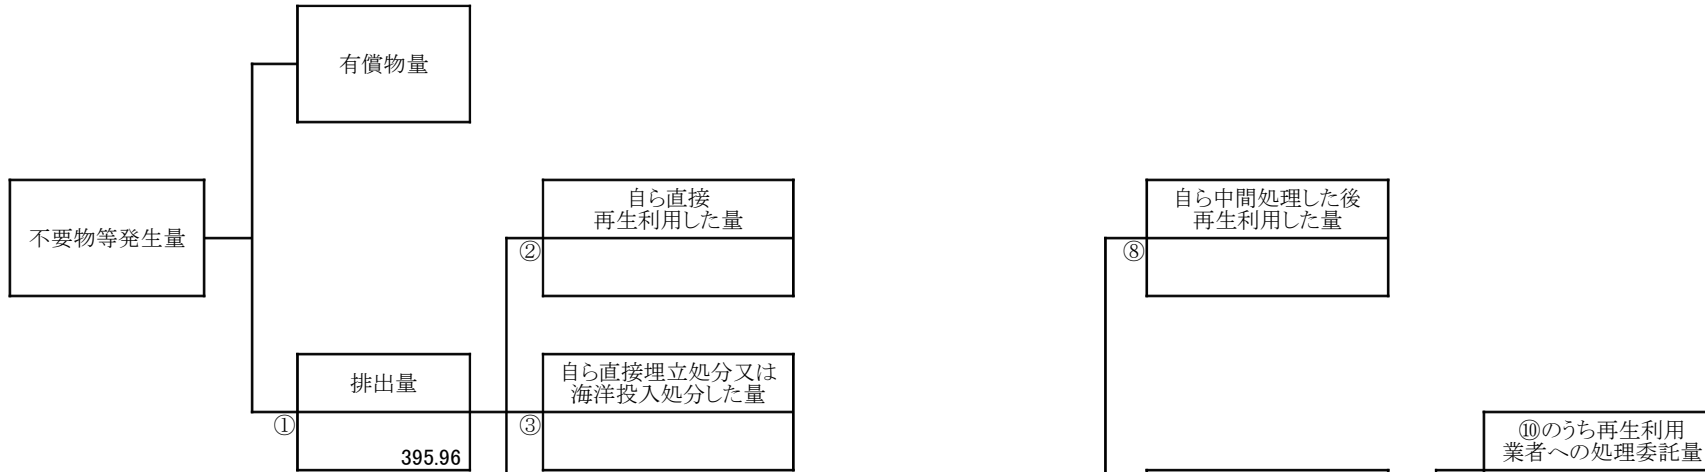 有償物量
不要物等発生量
自ら直接
再生利用した量
②
自ら中間処理した後
再生利用した量
⑧
排出量
①
395.96
自ら直接埋立処分又は
海洋投入処分した量
③
⑩のうち再生利用
業者への処理委託量